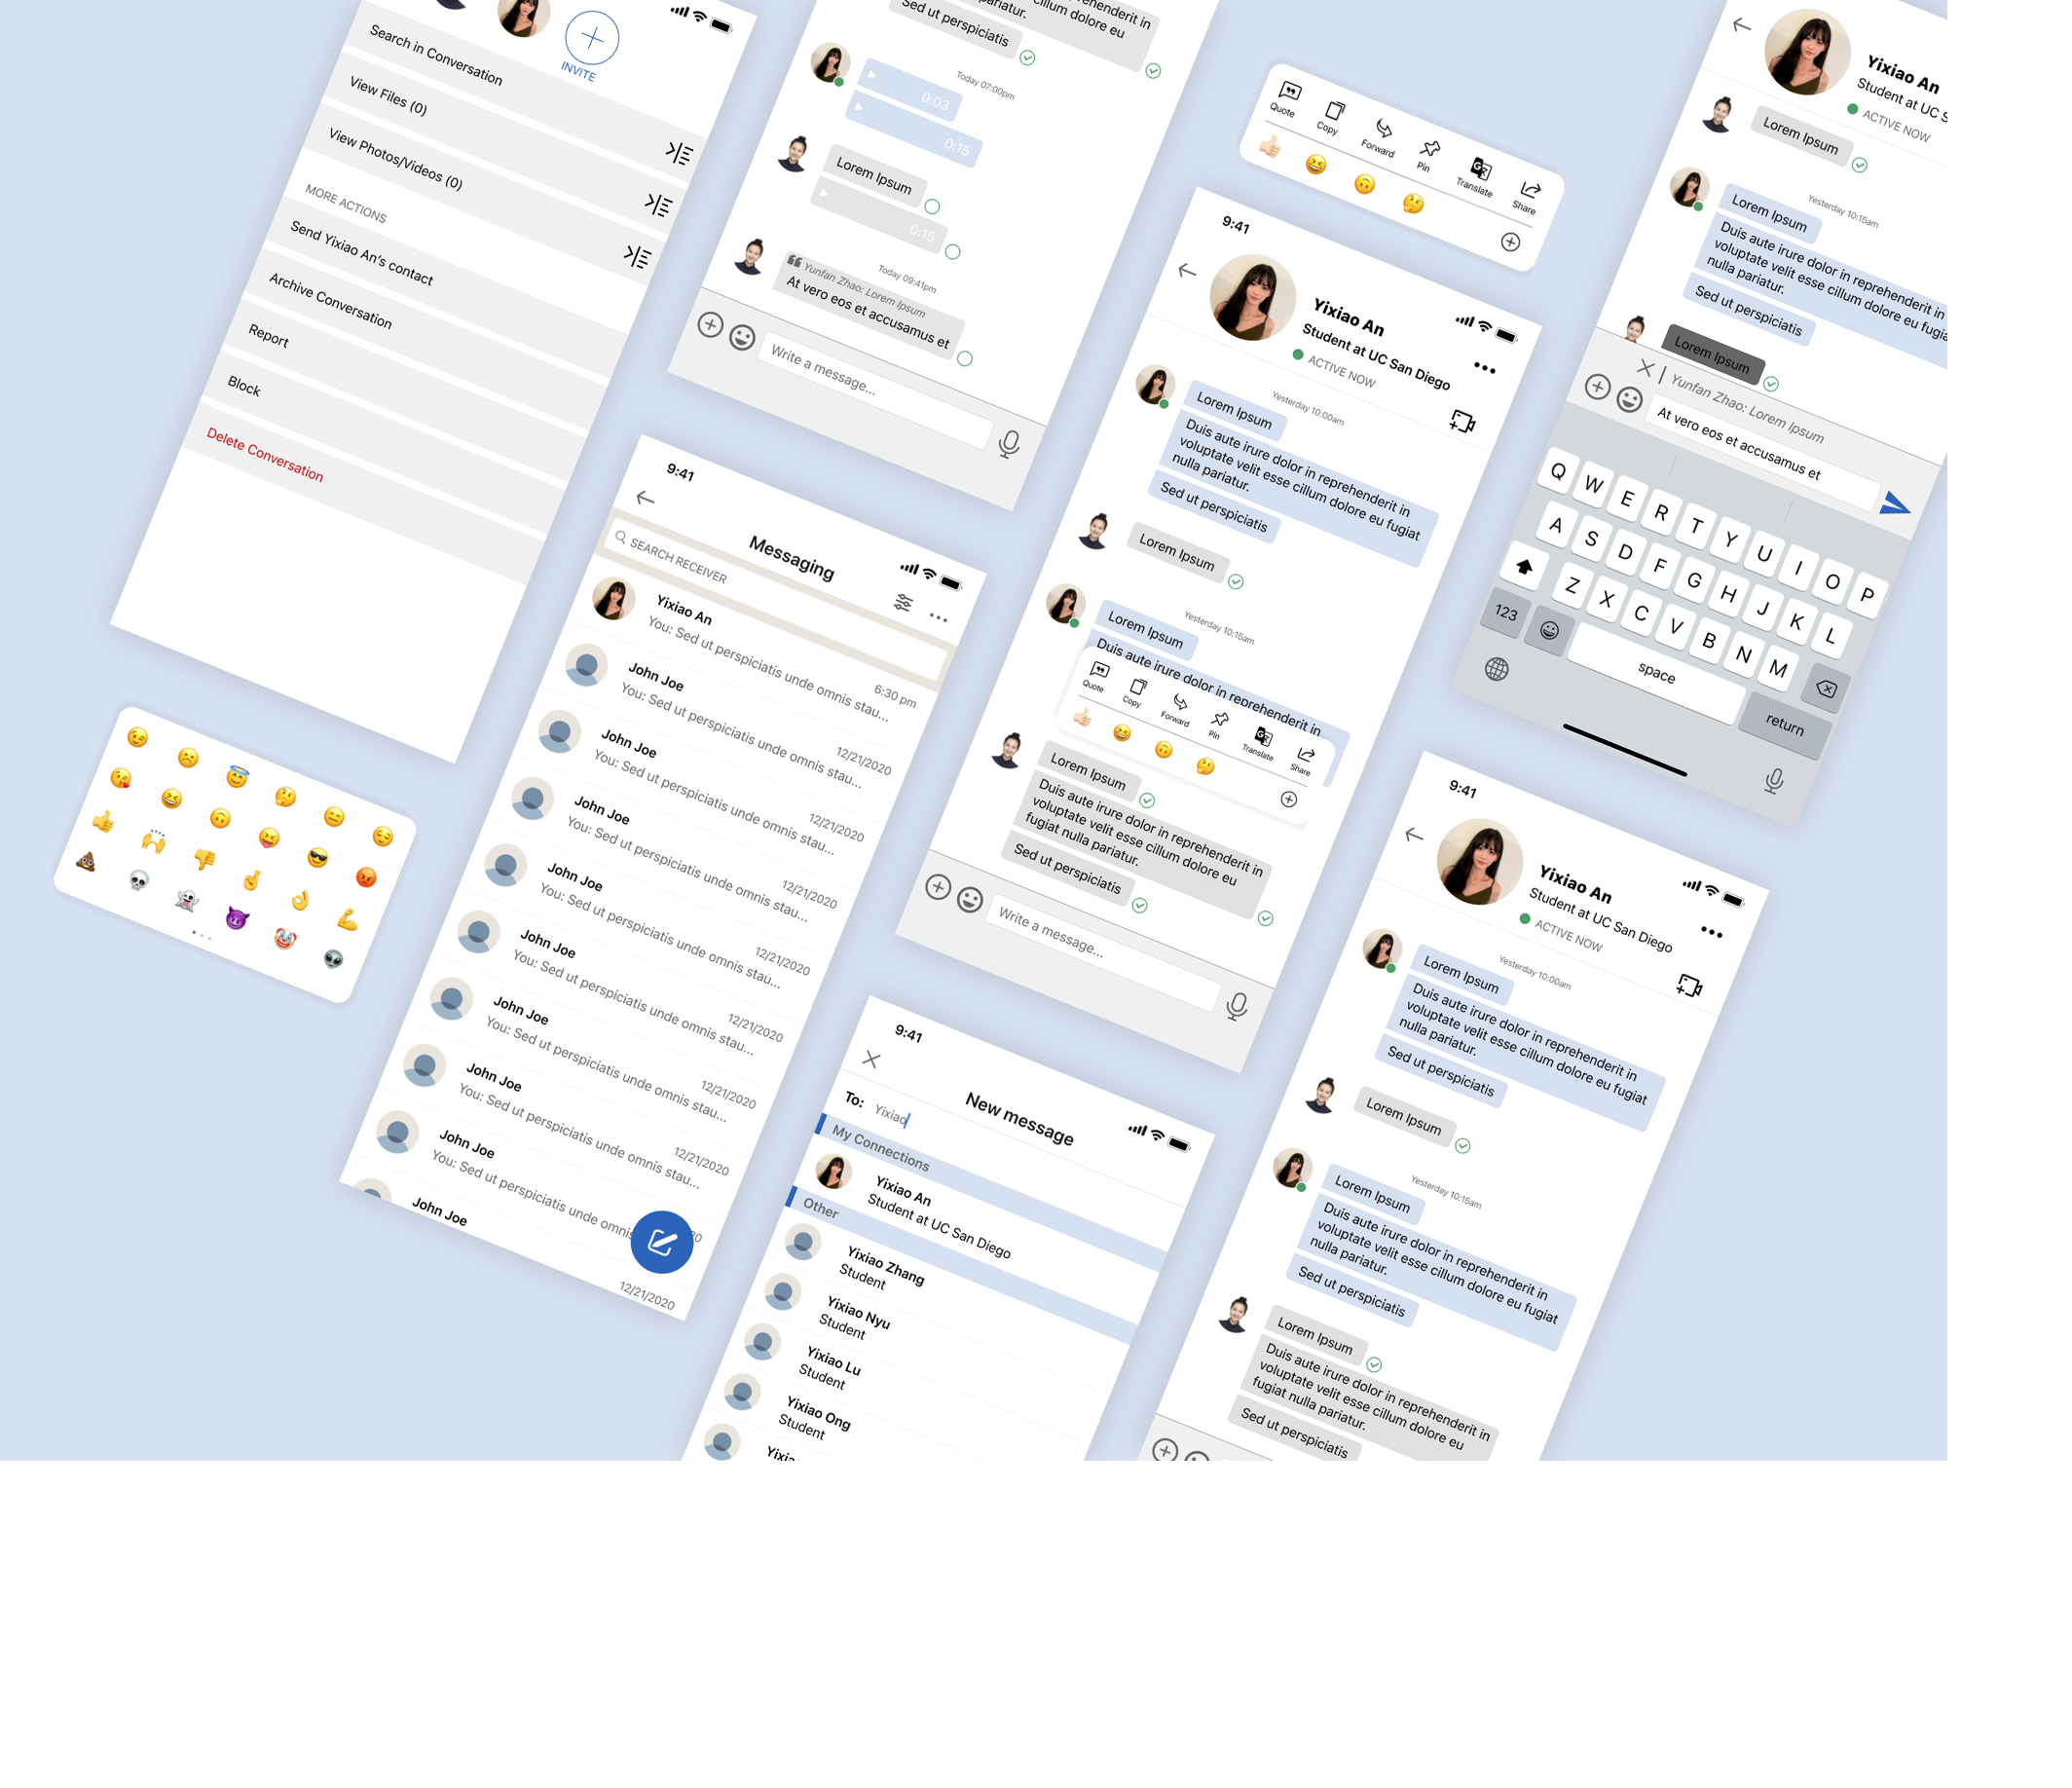 INVITE
Search in Conversation
View Files (0)
View Photos/Videos (0)
MORE ACTIONS
Send Yixiao An's contact
Archive Conversation
Report
Block
Delete Conversation
reprehenderit in
cillum dolore eu
pariatur.
Sed ut perspiciatis
Today 07:00pm
0:03
0:15
Lorem Ipsum
0:15
Today 09:41pm
Yunfan Zhao: Lorem Ipsum
At vero eos et accusamus et
Write a message...
Quote
Copy
Forward
Pin
Translate
Share
9:41
Yixiao An
Student at UC San Diego
ACTIVE NOW
Yesterday 10:00am
Lorem Ipsum
Duis aute irure dolor in reprehenderit in
voluptate velit esse cillum dolore eu fugiat
nulla pariatur.
Sed ut perspiciatis
Lorem Ipsum
Yesterday 10:15am
Lorem Ipsum
Duis aute irure dolor in reprehenderit in
Quote
Copy
Forward
Pin
Translate
Share
Lorem Ipsum
Duis aute irure dolor in reprehenderit in
voluptate velit esse cillum dolore eu
fugiat nulla pariatur.
Sed ut perspiciatis
Write a message...
Yixiao An
Student at UC S
ACTIVE NOW
Lorem Ipsum
Yesterday 10:15am
Lorem Ipsum
Duis aute irure dolor in reprehenderit
voluptate velit esse cillum dolore eu fugia
nulla pariatur.
Sed ut perspiciatis
Lorem Ipsum
Yunfan Zhao: Lorem Ipsum
At vero eos et accusamus et
Q W E R T Y U I O P
A S D F G H J K L
Z X C V B N M
123
space
return
9:41
Messaging
SEARCH RECEIVER
Yixiao An
You: Sed ut perspiciatis unde omnis stau...
6:30 pm
John Joe
You: Sed ut perspiciatis unde omnis stau...
12/21/2020
John Joe
You: Sed ut perspiciatis unde omnis stau...
12/21/2020
John Joe
You: Sed ut perspiciatis unde omnis stau...
12/21/2020
John Joe
You: Sed ut perspiciatis unde omnis stau...
12/21/2020
John Joe
You: Sed ut perspiciatis unde omnis stau...
12/21/2020
John Joe
You: Sed ut perspiciatis unde omnis stau...
12/21/2020
John Joe
You: Sed ut perspiciatis unde omnis stau...
12/21/2020
John Joe
You: Sed ut perspiciatis unde omnis
20
John Joe
12/21/2020
9:41
New message
To: Yixiao
My Connections
Yixiao An
Student at UC San Diego
Other
Yixiao Zhang
Student
Yixiao Nyu
Student
Yixiao Lu
Student
Yixiao Ong
Student
9:41
Yixiao An
Student at UC San Diego
ACTIVE NOW
Yesterday 10:00am
Lorem Ipsum
Duis aute irure dolor in reprehenderit in
voluptate velit esse cillum dolore eu fugiat
nulla pariatur.
Sed ut perspiciatis
Lorem Ipsum
Yesterday 10:15am
Lorem Ipsum
Duis aute irure dolor in reprehenderit in
voluptate velit esse cillum dolore eu fugiat
nulla pariatur.
Sed ut perspiciatis
Lorem Ipsum
Duis aute irure dolor in reprehenderit in
voluptate velit esse cillum dolore eu
fugiat nulla pariatur.
Sed ut perspiciatis